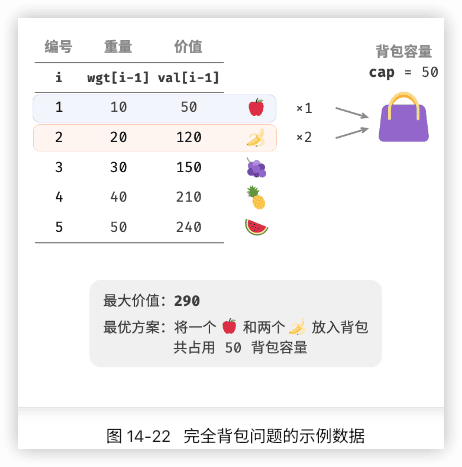 编号 重量 价值
背包容量
i wgt[i-1] val[i-1]
cap = 50
1 10 50 ×1
2 20 120 ×2
3 30 150
4 40 210
5 50 240
最大价值：290
最优方案：将一个 和两个 放入背包
共占用 50 背包容量
图 14-22 完全背包问题的示例数据